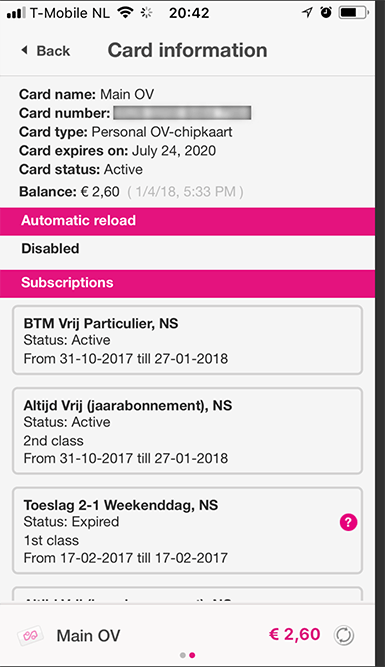 T-Mobile NL 20:42
Back Card information
Card name: Main OV
Card number:
Card type: Personal OV-chipkaart
Card expires on: July 24, 2020
Card status: Active
Balance: € 2,60 ( 1/4/18, 5:33 PM )
Automatic reload
Disabled
Subscriptions
BTM Vrij Particulier, NS
Status: Active
From 31-10-2017 till 27-01-2018
Altijd Vrij (jaarabonnement), NS
Status: Active
2nd class
From 31-10-2017 till 27-01-2018
Toeslag 2-1 Weekenddag, NS
Status: Expired
?
1st class
From 17-02-2017 till 17-02-2017
Main OV € 2,60